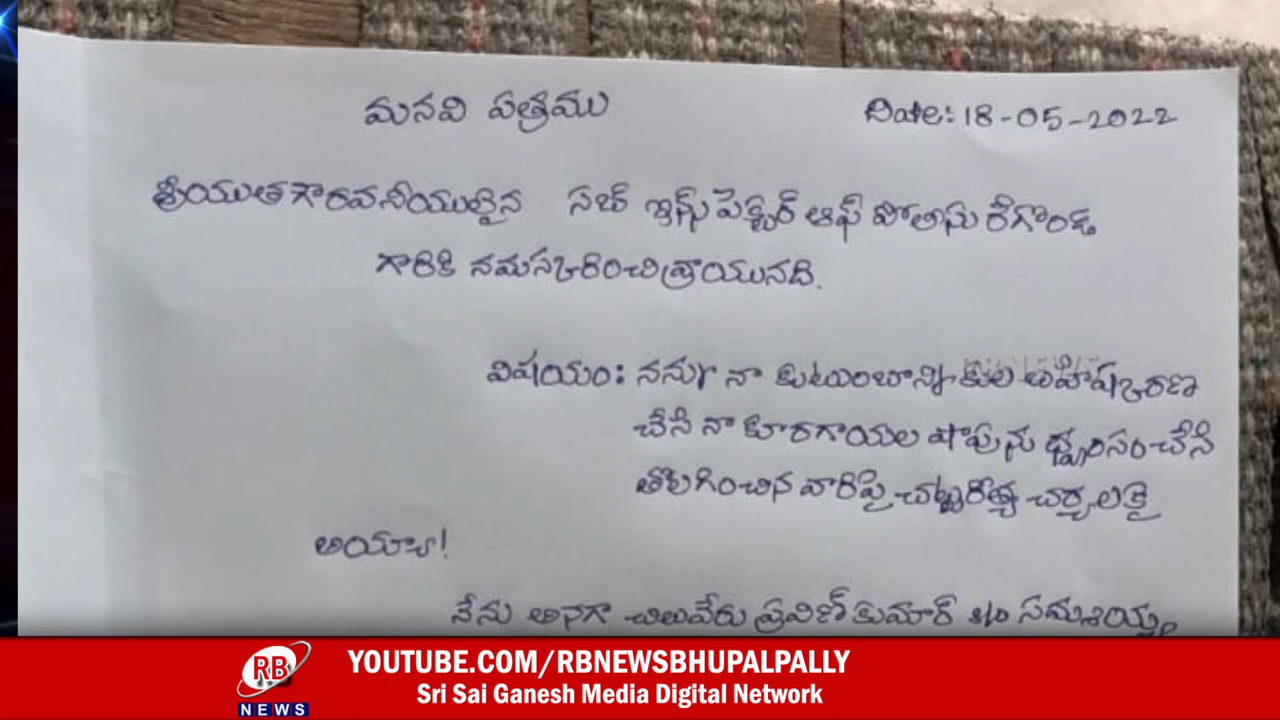 మనవి పత్రము
Date: 18-05-2022
శ్రీయుత గౌరవనీయులైన సబ్ ఇన్స్ పెక్టర్ ఆఫ్ పోలీసు రేగొండ
గారికి నమస్కరించి వ్రాయునది.
విషయం: నన్ను నా కుటుంబాన్ని కుల బహిష్కరణ
చేసి నా కూరగాయల షాపును ధ్వంసం చేసి
తొలగించిన వారిపై చట్టరీత్య చర్యలకై
అయ్యా!
నేను అనగా చిలువేరు ప్రవీణ్ కుమార్ s/o
RB
NEWS
YOUTUBE.COM/RBNEWSBHUPALPALLY
Sri Sai Ganesh Media Digital Network